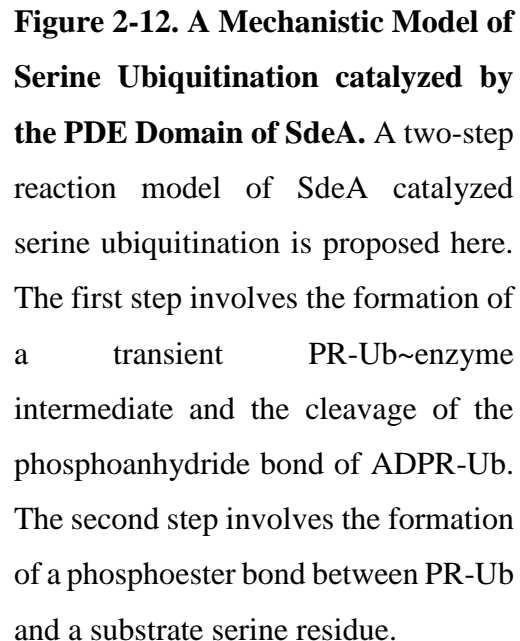 Figure 2-12. A Mechanistic Model of
Serine Ubiquitination catalyzed by
the PDE Domain of SdeA. A two-step
reaction model of SdeA catalyzed
serine ubiquitination is proposed here.
The first step involves the formation of
a transient PR-Ub~enzyme
intermediate and the cleavage of the
phosphoanhydride bond of ADPR-Ub.
The second step involves the formation
of a phosphoester bond between PR-Ub
and a substrate serine residue.